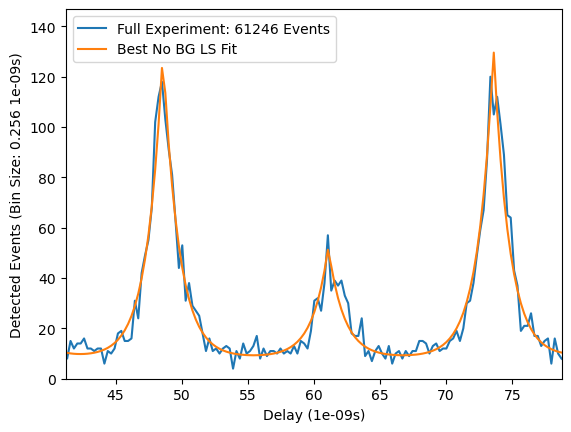 Full Experiment: 61246 Events
Best No BG LS Fit
Detected Events (Bin Size: 0.256 1e-09s)
140
120
100
80
60
40
20
0
45 50 55 60 65 70 75
Delay (1e-09s)